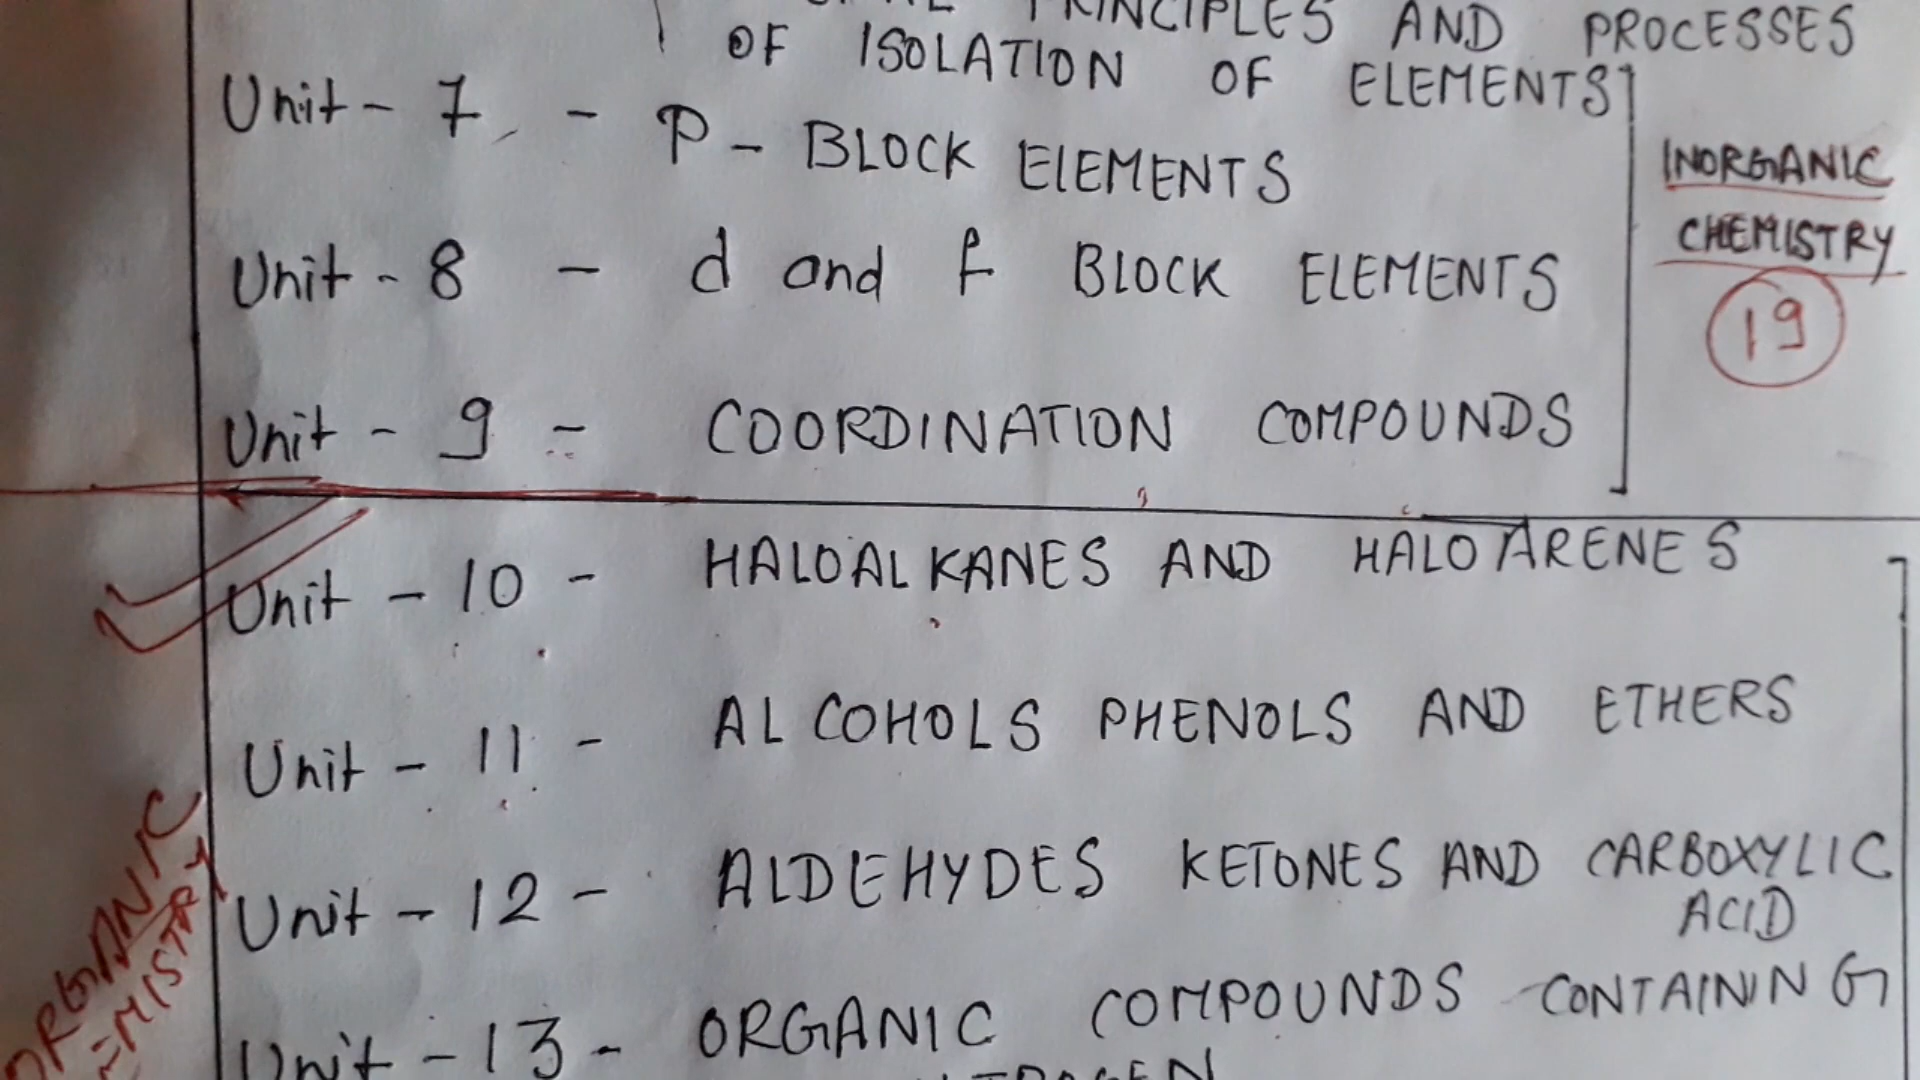 PRINCIPLES AND PROCESSES
OF ISOLATION OF ELEMENTS
Unit - 7 - P - BLOCK ELEMENTS
INORGANIC
CHEMISTRY
19
Unit - 8 - d and f BLOCK ELEMENTS
Unit - 9 - COORDINATION COMPOUNDS
Unit - 10 - HALOALKANES AND HALOARENES
Unit - 11 - ALCOHOLS PHENOLS AND ETHERS
Unit - 12 - ALDEHYDES KETONES AND CARBOXYLIC
ACID
ORGANIC
Unit - 13 - ORGANIC COMPOUNDS CONTAINING